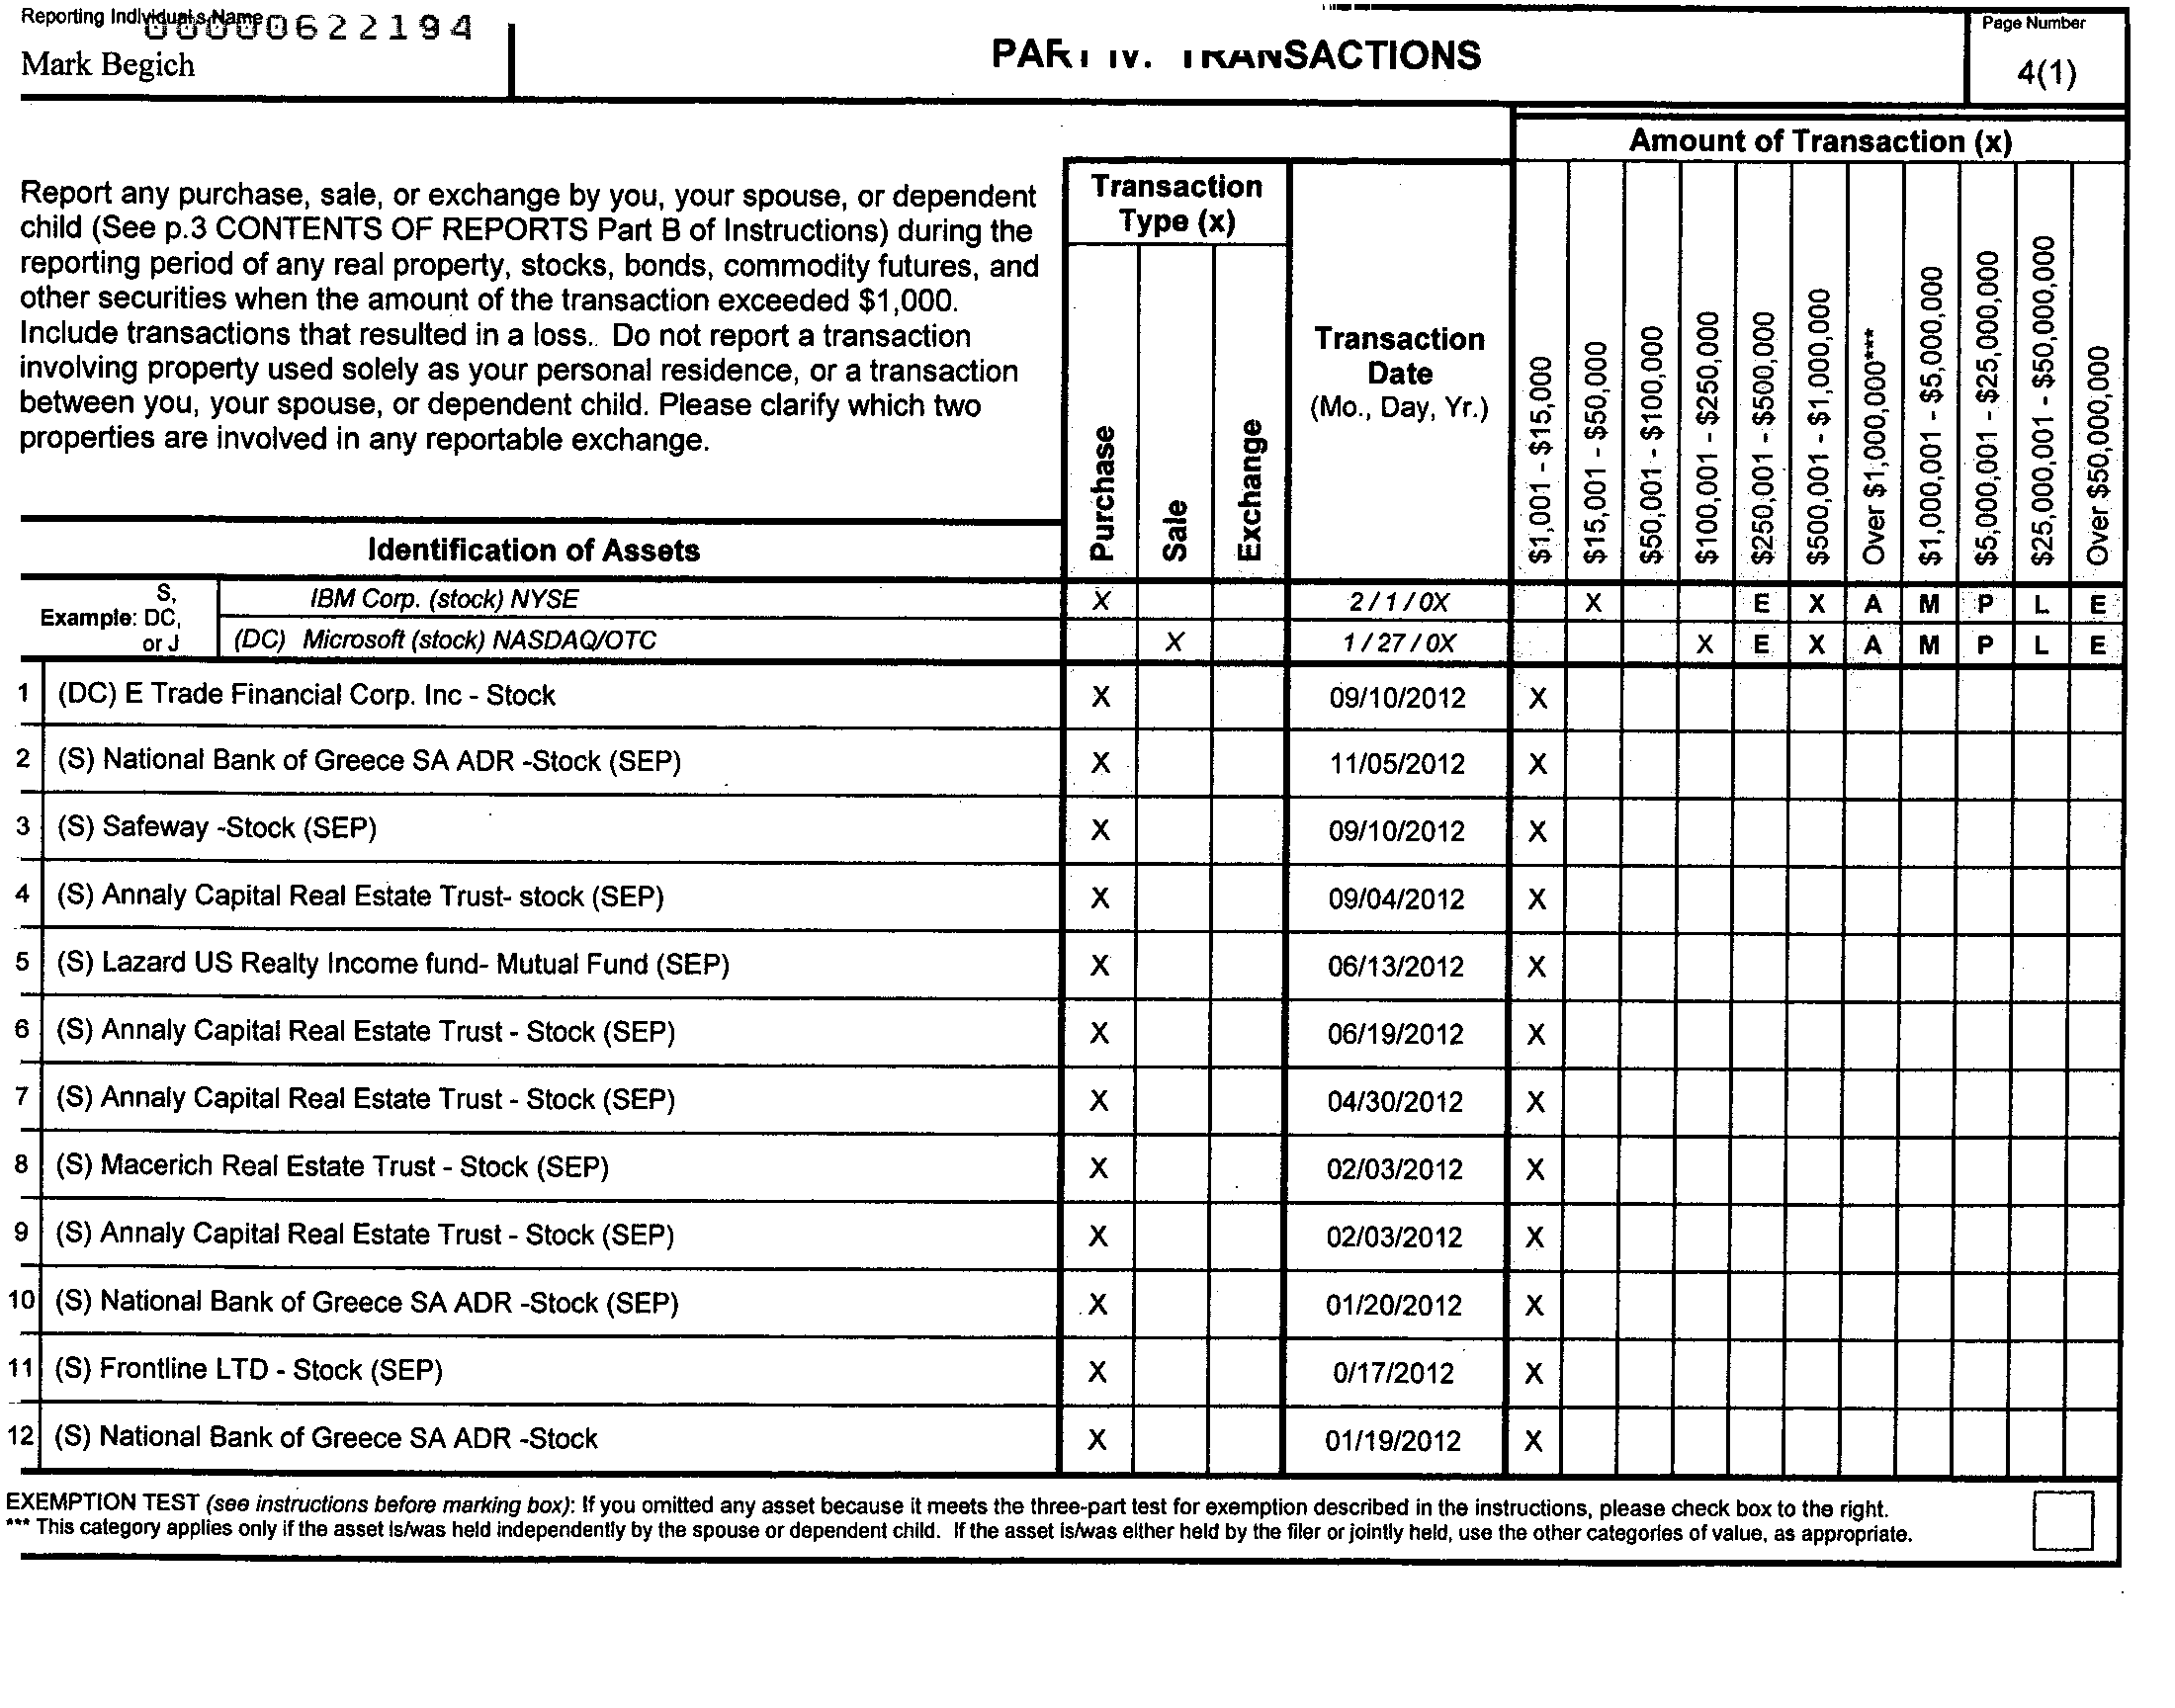 Reporting Individual's Name
00000622194
Mark Begich
PART IV. TRANSACTIONS
Page Number
4(1)
Report any purchase, sale, or exchange by you, your spouse, or dependent
child (See p.3 CONTENTS OF REPORTS Part B of Instructions) during the
reporting period of any real property, stocks, bonds, commodity futures, and
other securities when the amount of the transaction exceeded $1,000.
Include transactions that resulted in a loss. Do not report a transaction
involving property used solely as your personal residence, or a transaction
between you, your spouse, or dependent child. Please clarify which two
properties are involved in any reportable exchange.
Identification of Assets
Transaction
Type (x)
Purchase
Sale
Exchange
Transaction
Date
(Mo., Day, Yr.)
Amount of Transaction (x)
$1,001 - $15,000
$15,001 - $50,000
$50,001 - $100,000
$100,001 - $250,000
$250,001 - $500,000
$500,001 - $1,000,000
Over $1,000,000***
$1,000,001 - $5,000,000
$5,000,001 - $25,000,000
$25,000,001 - $50,000,000
Over $50,000,000
Example: S, DC, or J
IBM Corp. (stock) NYSE X 2 / 1 / 0X X E X A M P L E
(DC) Microsoft (stock) NASDAQ/OTC X 1 / 27 / 0X X E X A M P L E
1 (DC) E Trade Financial Corp. Inc - Stock X 09/10/2012 X
2 (S) National Bank of Greece SA ADR -Stock (SEP) X 11/05/2012 X
3 (S) Safeway -Stock (SEP) X 09/10/2012 X
4 (S) Annaly Capital Real Estate Trust- stock (SEP) X 09/04/2012 X
5 (S) Lazard US Realty Income fund- Mutual Fund (SEP) X 06/13/2012 X
6 (S) Annaly Capital Real Estate Trust - Stock (SEP) X 06/19/2012 X
7 (S) Annaly Capital Real Estate Trust - Stock (SEP) X 04/30/2012 X
8 (S) Macerich Real Estate Trust - Stock (SEP) X 02/03/2012 X
9 (S) Annaly Capital Real Estate Trust - Stock (SEP) X 02/03/2012 X
10 (S) National Bank of Greece SA ADR -Stock (SEP) X 01/20/2012 X
11 (S) Frontline LTD - Stock (SEP) X 0/17/2012 X
12 (S) National Bank of Greece SA ADR -Stock X 01/19/2012 X
EXEMPTION TEST (see instructions before marking box): If you omitted any asset because it meets the three-part test for exemption described in the instructions, please check box to the right.
*** This category applies only if the asset is/was held independently by the spouse or dependent child. If the asset is/was either held by the filer or jointly held, use the other categories of value, as appropriate.